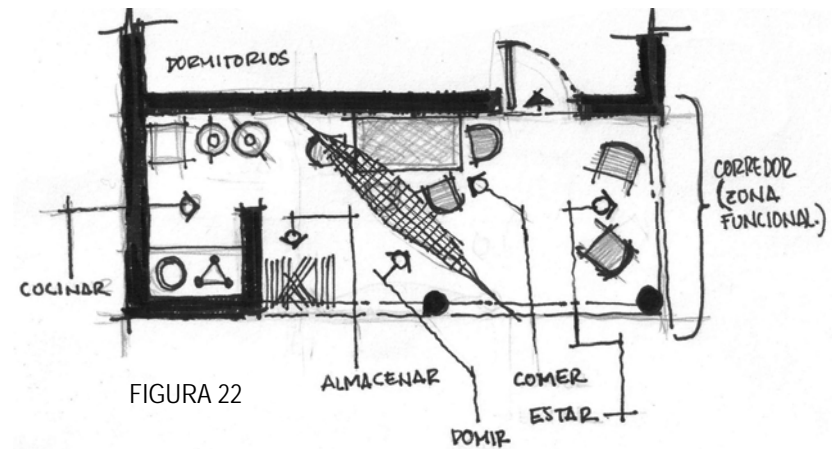 DORMITORIOS
CORREDOR
(ZONA
FUNCIONAL.)
COCINAR
ALMACENAR
COMER
ESTAR
DOMIR
FIGURA 22